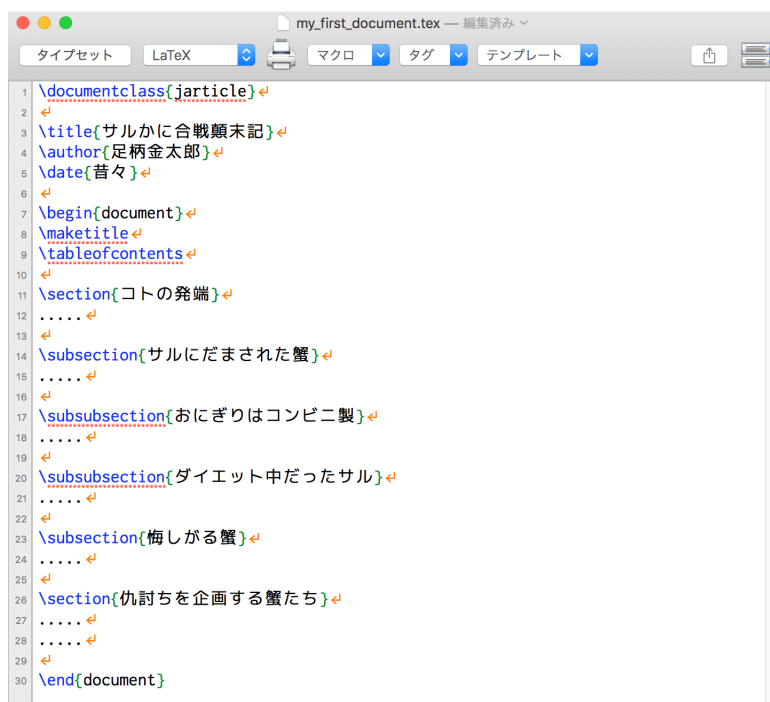 my_first_document.tex — 編集済み
タイプセット LaTeX マクロ タグ テンプレート
1 \documentclass{jarticle}
2
3 \title{サルかに合戦顛末記}
4 \author{足柄金太郎}
5 \date{昔々}
6
7 \begin{document}
8 \maketitle
9 \tableofcontents
10
11 \section{コトの発端}
12 .....
13
14 \subsection{サルにだまされた蟹}
15 .....
16
17 \subsubsection{おにぎりはコンビニ製}
18 .....
19
20 \subsubsection{ダイエット中だったサル}
21 .....
22
23 \subsection{悔しがる蟹}
24 .....
25
26 \section{仇討ちを企画する蟹たち}
27 .....
28 .....
29
30 \end{document}